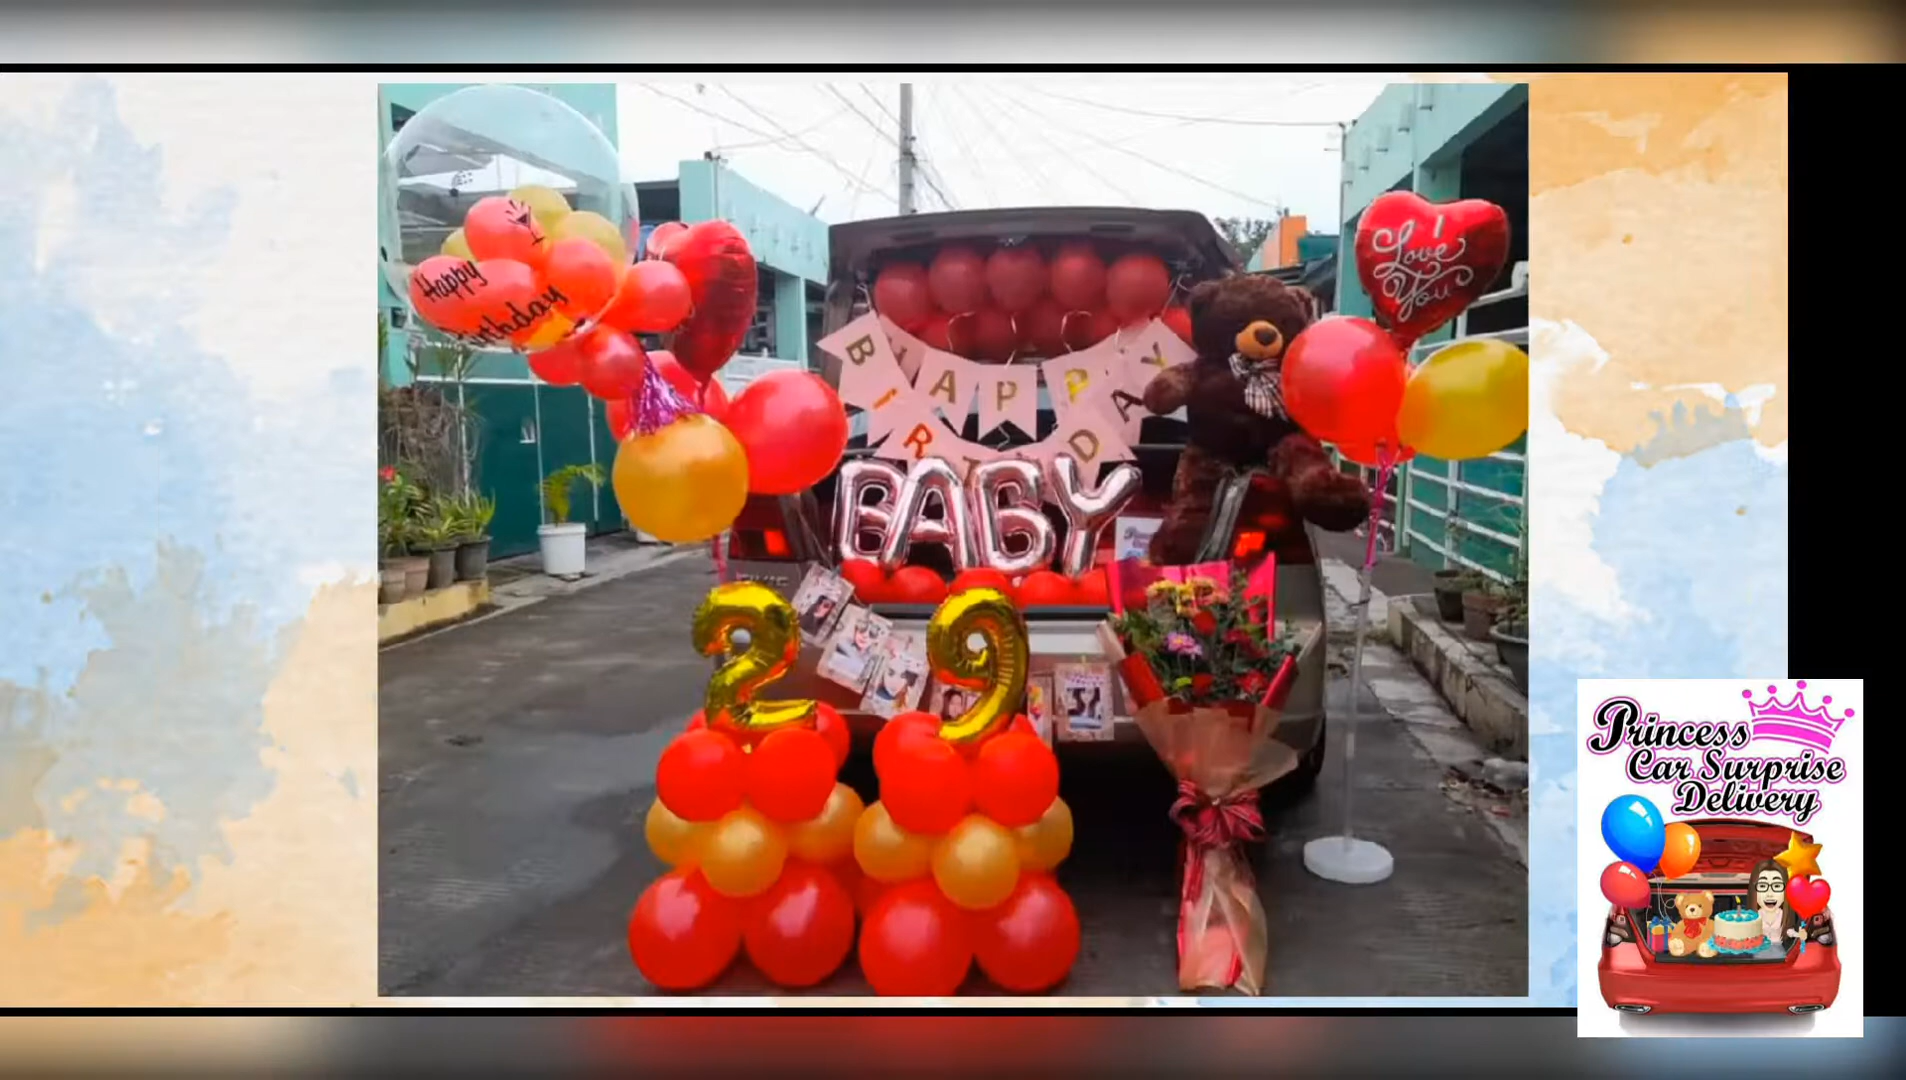 Happy
Birthday
I
Love
You
HAPPY
BIRTHDAY
BABY
29
Princess
Car Surprise
Delivery